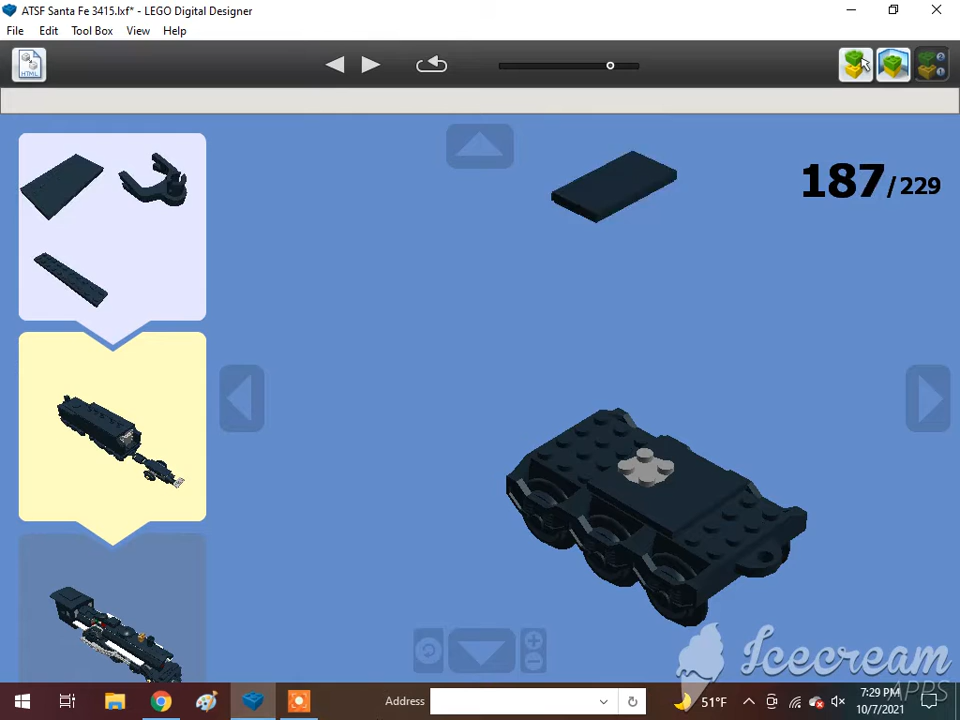 ATSF Santa Fe 3415.lxf* - LEGO Digital Designer
File Edit Tool Box View Help
HTML
187/229
Icecream
APPS
Address
51°F
7:29 PM
10/7/2021